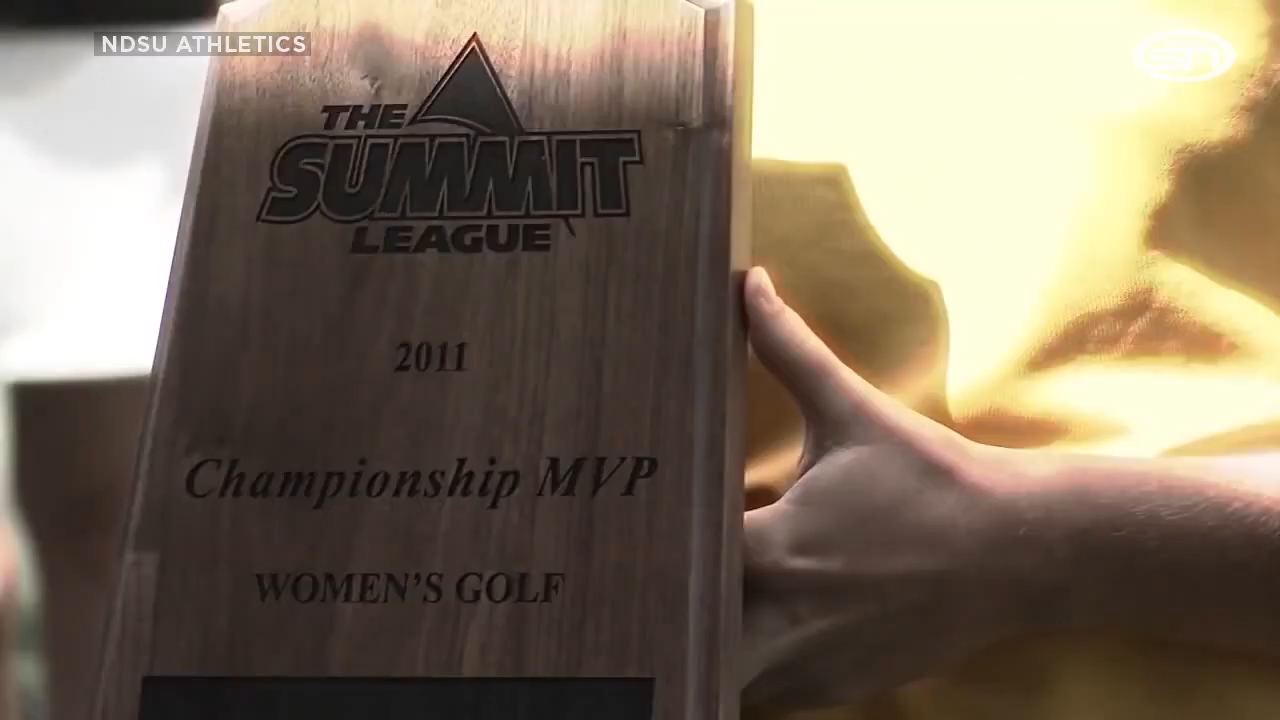 NDSU ATHLETICS
THE
SUMMIT
LEAGUE
2011
Championship MVP
WOMEN'S GOLF